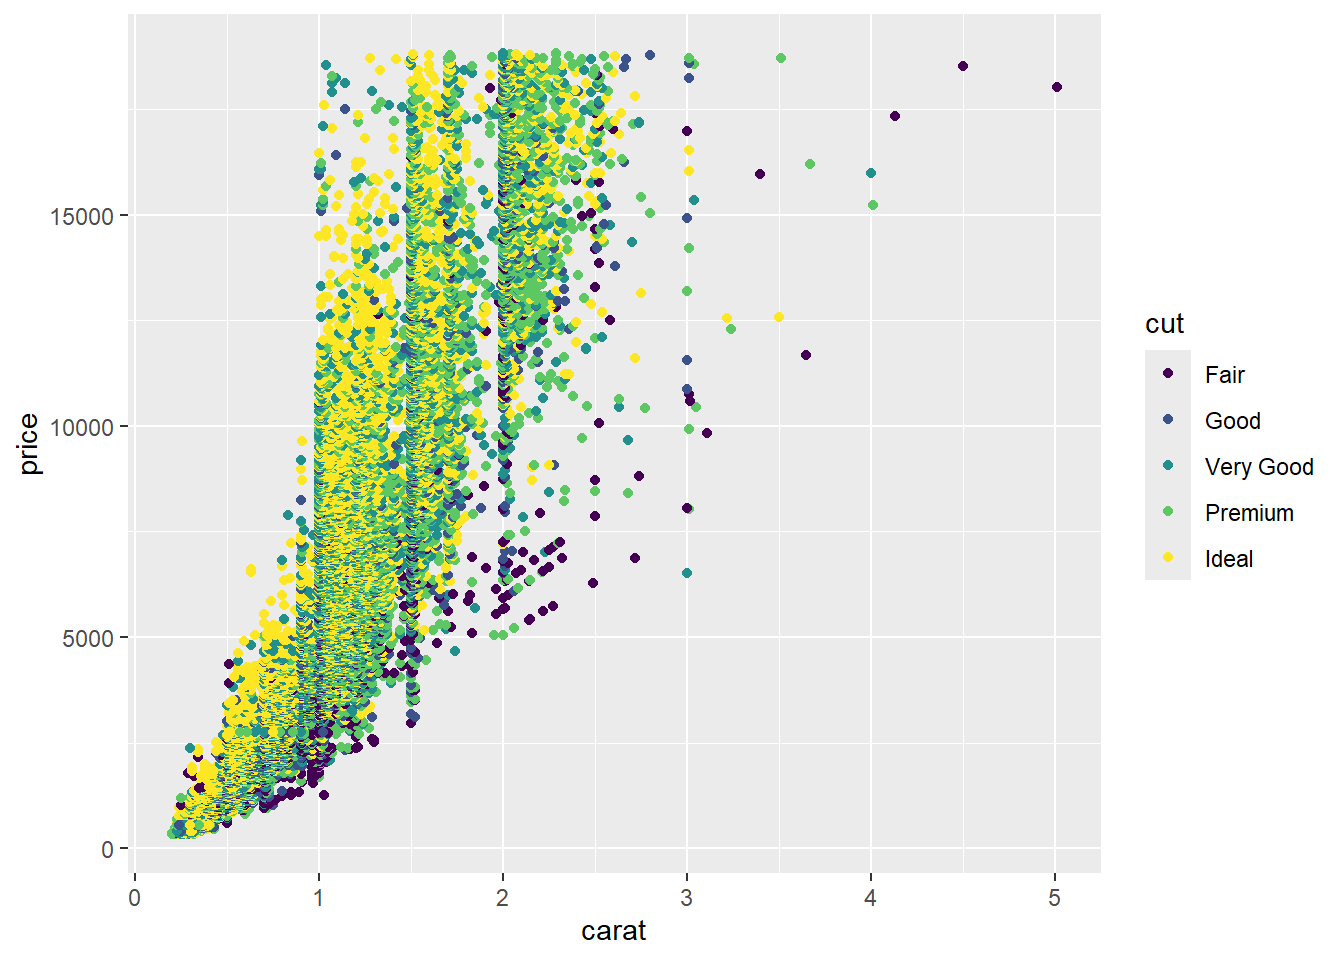 price
15000
10000
5000
0
0 1 2 3 4 5
carat
cut
Fair
Good
Very Good
Premium
Ideal